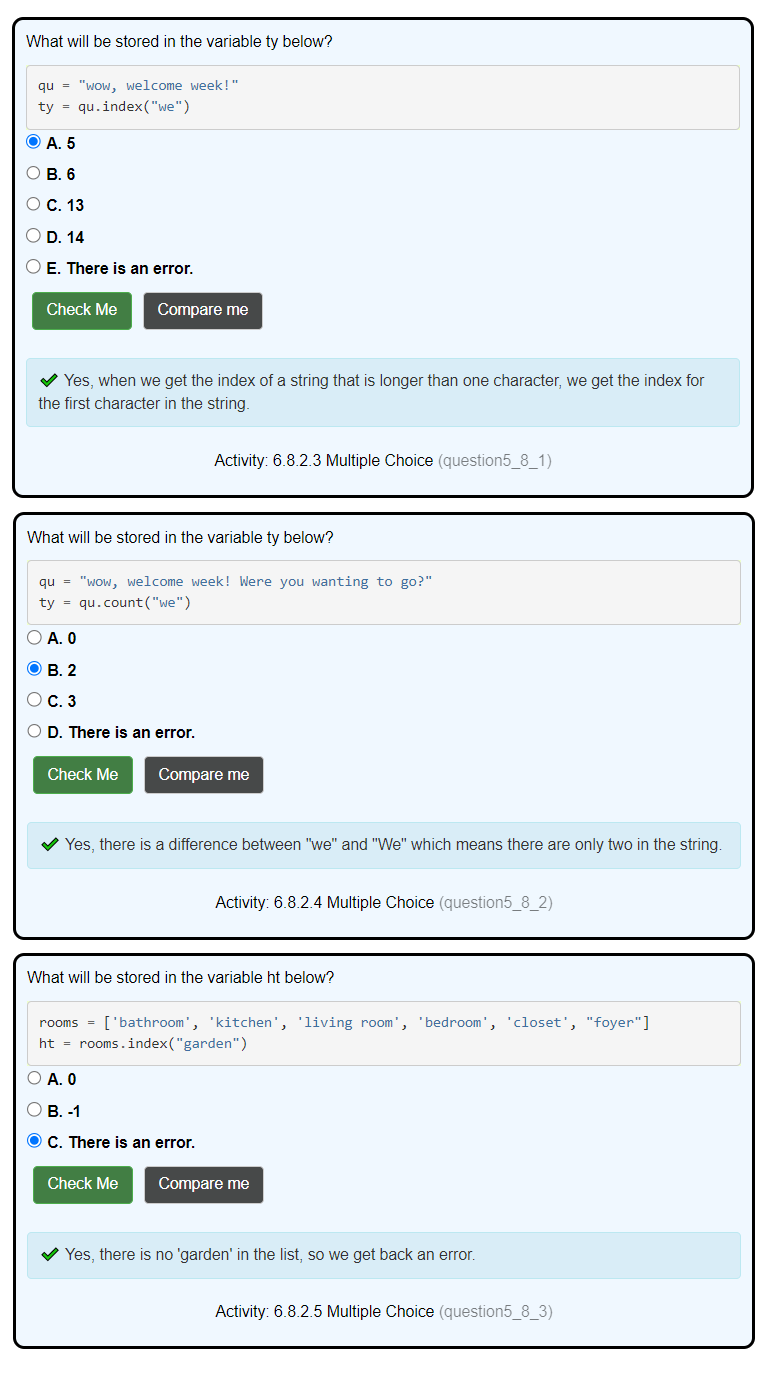 What will be stored in the variable ty below?
qu = "wow, welcome week!"
ty = qu.index("we")
A. 5
B. 6
C. 13
D. 14
E. There is an error.
Check Me Compare me
Yes, when we get the index of a string that is longer than one character, we get the index for
the first character in the string.
Activity: 6.8.2.3 Multiple Choice (question5_8_1)
What will be stored in the variable ty below?
qu = "wow, welcome week! Were you wanting to go?"
ty = qu.count("we")
A. 0
B. 2
C. 3
D. There is an error.
Check Me Compare me
Yes, there is a difference between "we" and "We" which means there are only two in the string.
Activity: 6.8.2.4 Multiple Choice (question5_8_2)
What will be stored in the variable ht below?
rooms = ['bathroom', 'kitchen', 'living room', 'bedroom', 'closet', "foyer"]
ht = rooms.index("garden")
A. 0
B. -1
C. There is an error.
Check Me Compare me
Yes, there is no 'garden' in the list, so we get back an error.
Activity: 6.8.2.5 Multiple Choice (question5_8_3)